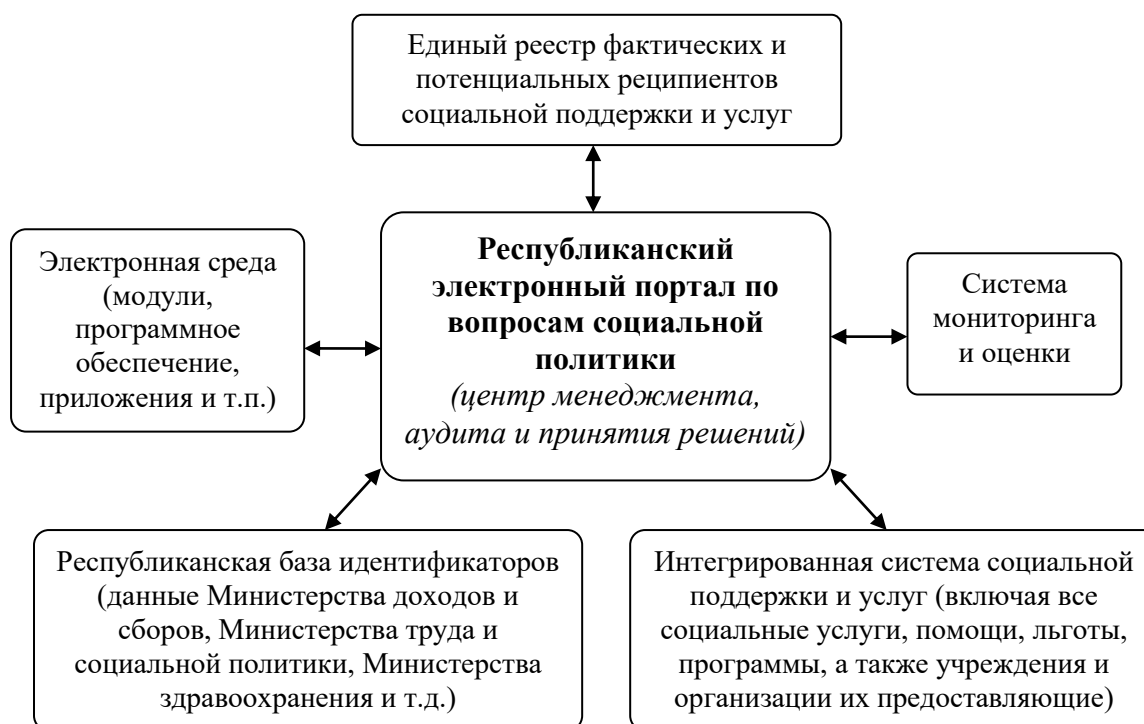 Единый реестр фактических и
потенциальных реципиентов
социальной поддержки и услуг
Электронная среда
(модули,
программное
обеспечение,
приложения и т.п.)
Республиканский
электронный портал по
вопросам социальной
политики
(центр менеджмента,
аудита и принятия решений)
Система
мониторинга
и оценки
Республиканская база идентификаторов
(данные Министерства доходов и
сборов, Министерства труда и
социальной политики, Министерства
здравоохранения и т.д.)
Интегрированная система социальной
поддержки и услуг (включая все
социальные услуги, помощи, льготы,
программы, а также учреждения и
организации их предоставляющие)